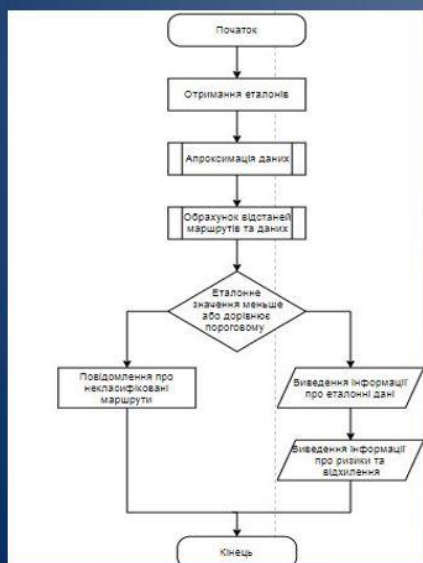 Початок
Отримання еталонів
Апроксимація даних
Обрахунок відстаней
маршрутів та даних
Еталонне
значення меньше
або дорівнює
пороговому
Повідомлення про
некласифіковані
маршрути
Виведення інформації
про еталонні дані
Виведення інформації
про ризики та
відхилення
Кінець